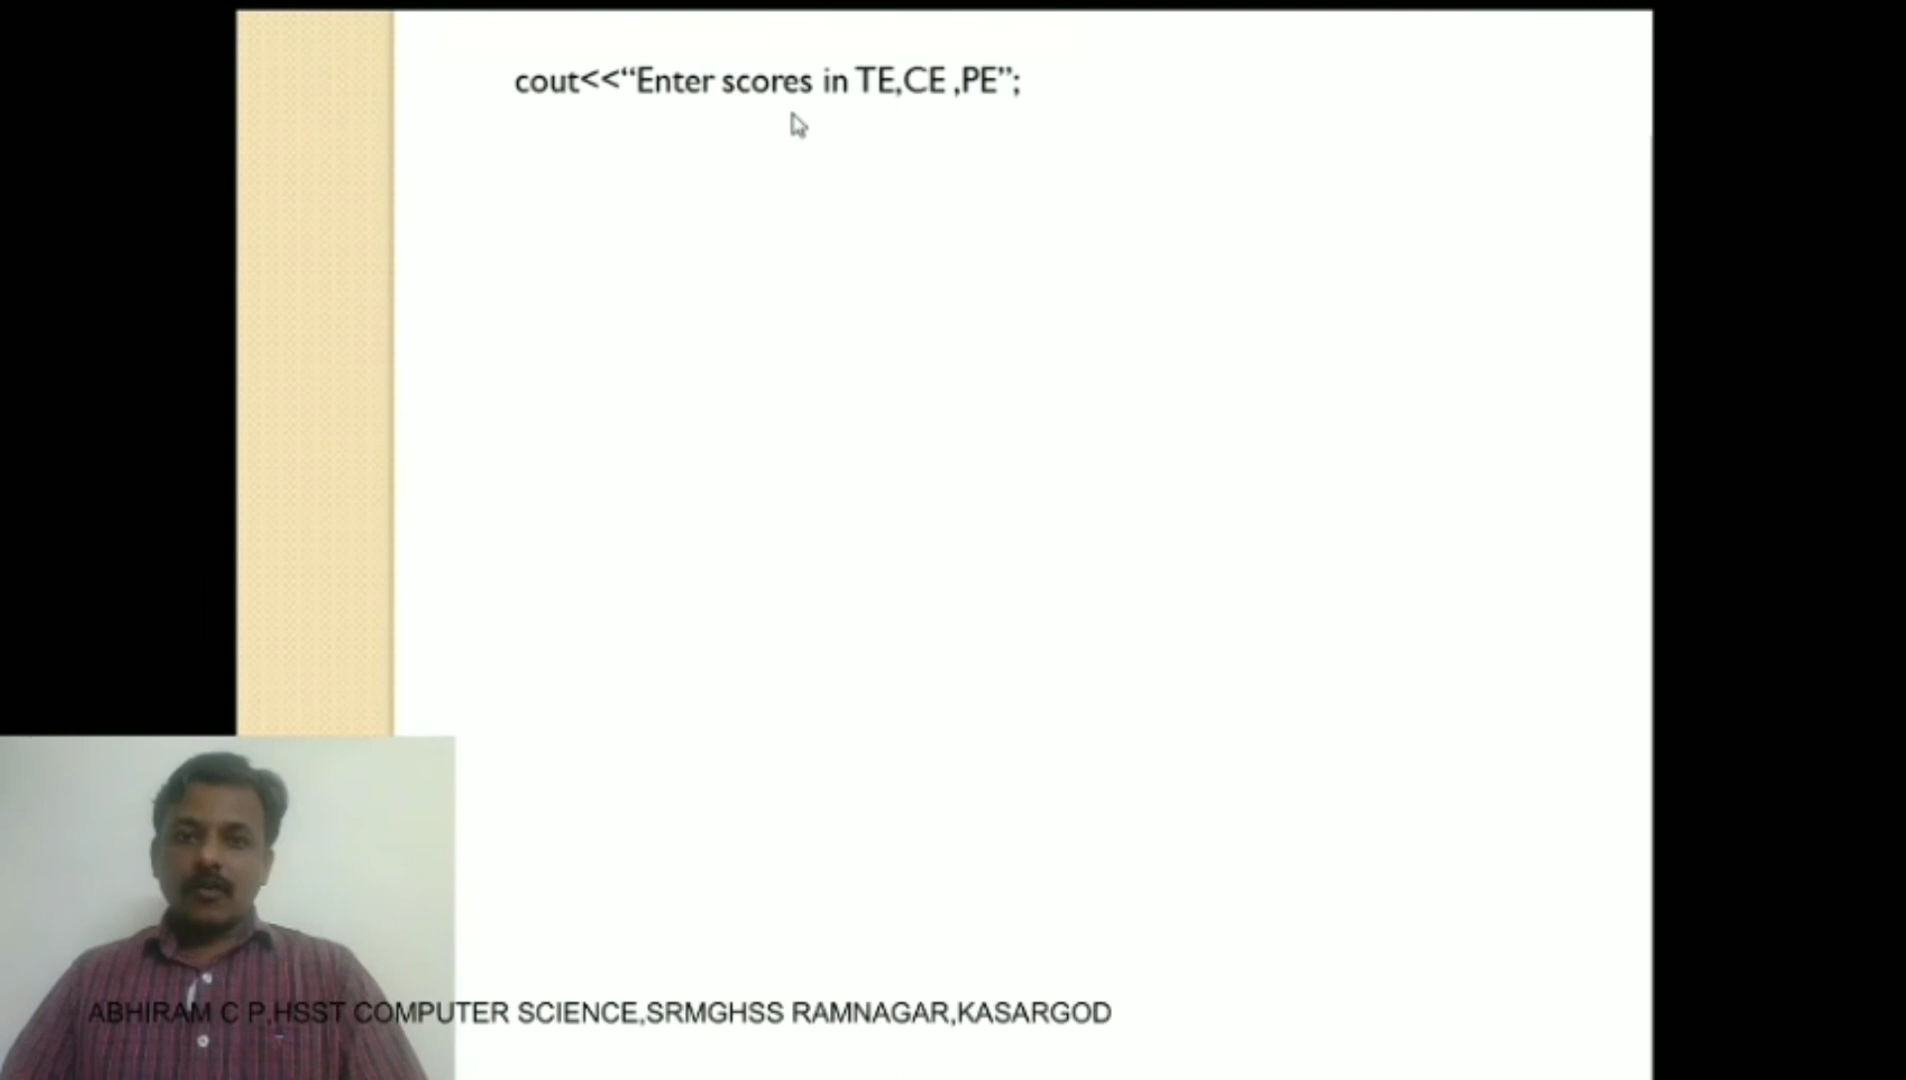 cout<<“Enter scores in TE,CE ,PE”;
ABHIRAM C P,HSST COMPUTER SCIENCE,SRMGHSS RAMNAGAR,KASARGOD